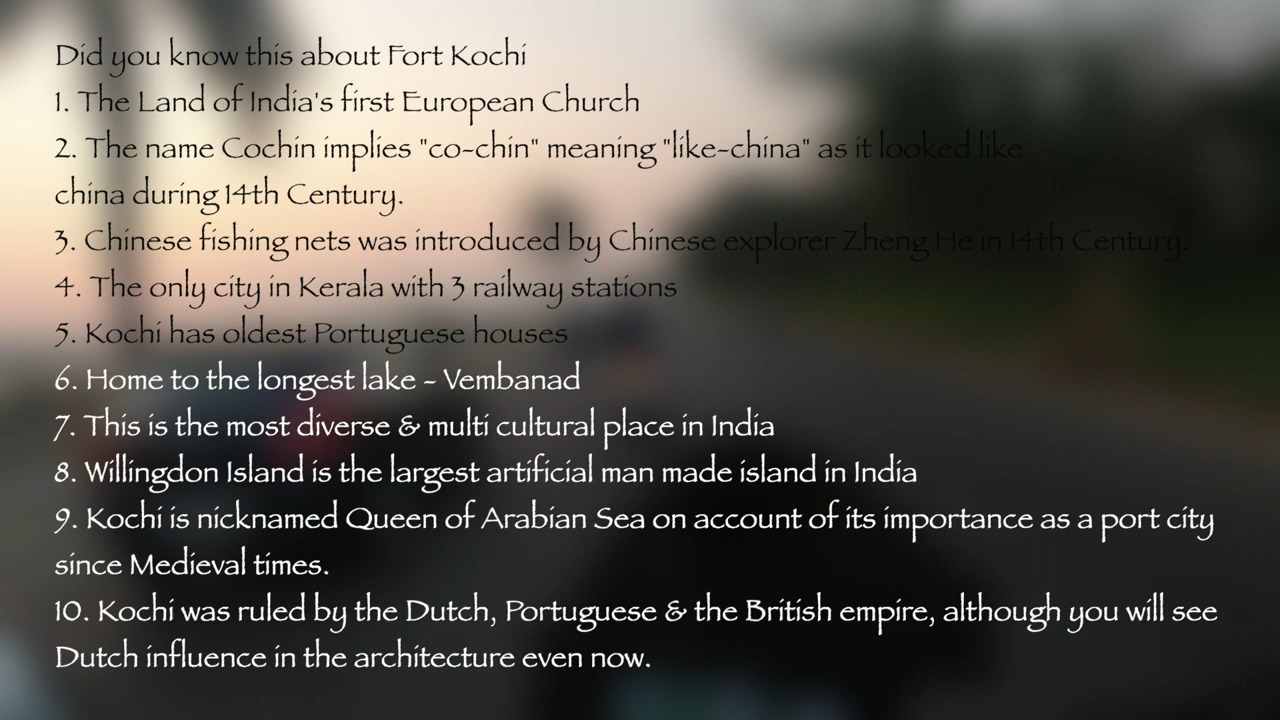 Did you know this about Fort Kochi
1. The Land of India's first European Church
2. The name Cochin implies "co-chin" meaning "like-china" as it looked like
china during 14th Century.
3. Chinese fishing nets was introduced by Chinese explorer Zheng He in 14th Century.
4. The only city in Kerala with 3 railway stations
5. Kochi has oldest Portuguese houses
6. Home to the longest lake - Vembanad
7. This is the most diverse & multi cultural place in India
8. Willingdon Island is the largest artificial man made island in India
9. Kochi is nicknamed Queen of Arabian Sea on account of its importance as a port city
since Medieval times.
10. Kochi was ruled by the Dutch, Portuguese & the British empire, although you will see
Dutch influence in the architecture even now.